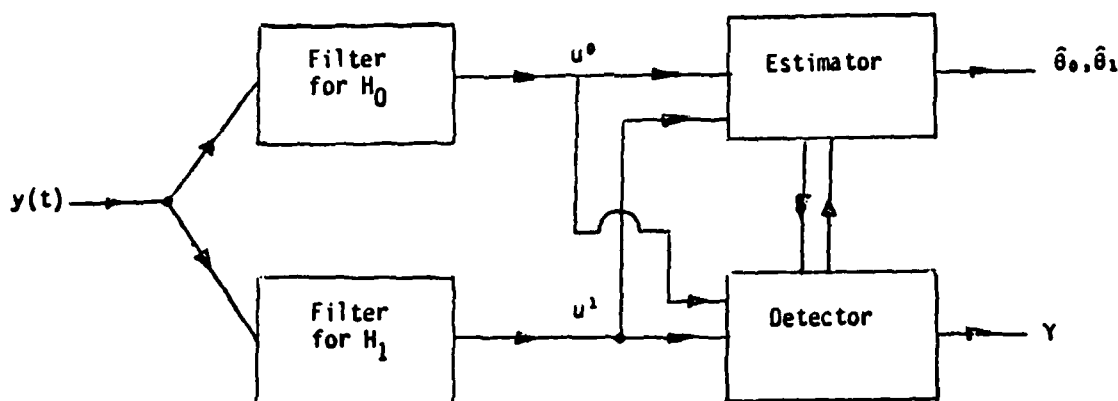 Filter
for H₀
u⁰
Estimator
θ̂₀,θ̂₁
y(t)
Filter
for H₁
u¹
Detector
γ